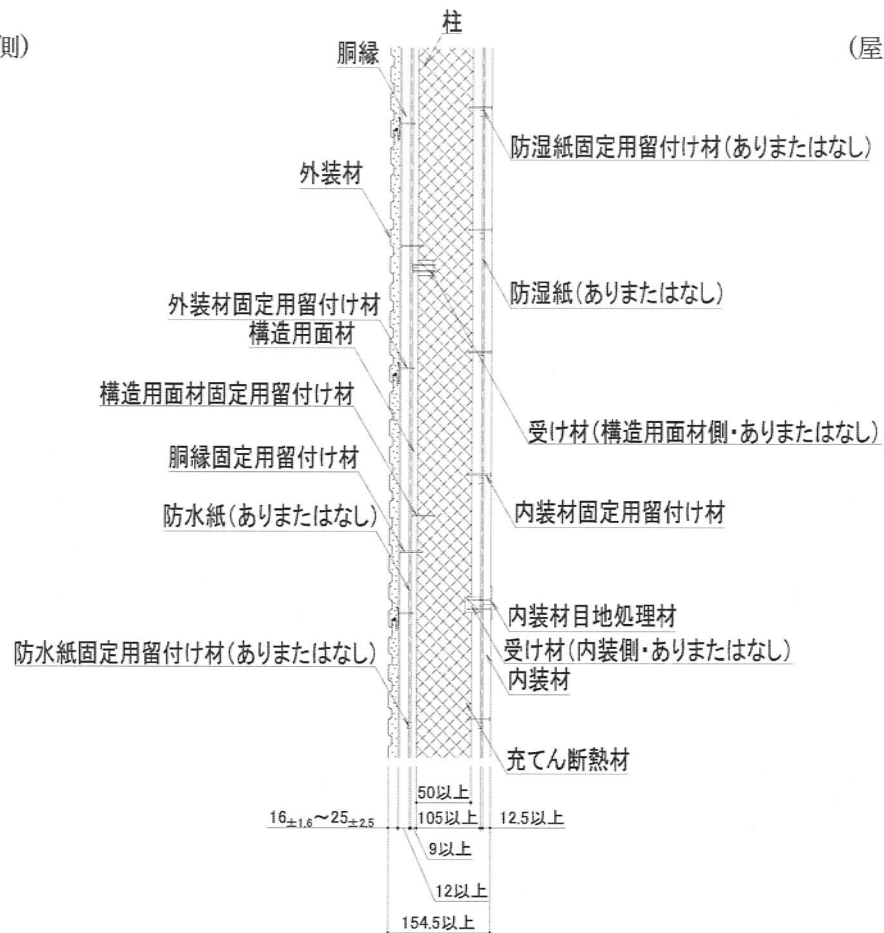 側)
柱
(屋
胴縁
防湿紙固定用留付け材(ありまたはなし)
外装材
防湿紙(ありまたはなし)
外装材固定用留付け材
構造用面材
構造用面材固定用留付け材
受け材(構造用面材側・ありまたはなし)
胴縁固定用留付け材
防水紙(ありまたはなし)
内装材固定用留付け材
内装材目地処理材
防水紙固定用留付け材(ありまたはなし)
受け材(内装側・ありまたはなし)
内装材
充てん断熱材
50以上
16±1.6~25±2.5
105以上
12.5以上
9以上
12以上
154.5以上